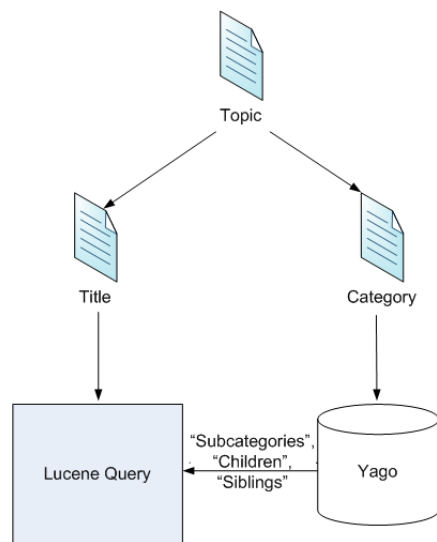 Topic
Title
Category
“Subcategories”,
“Children”,
“Siblings”
Lucene Query
Yago